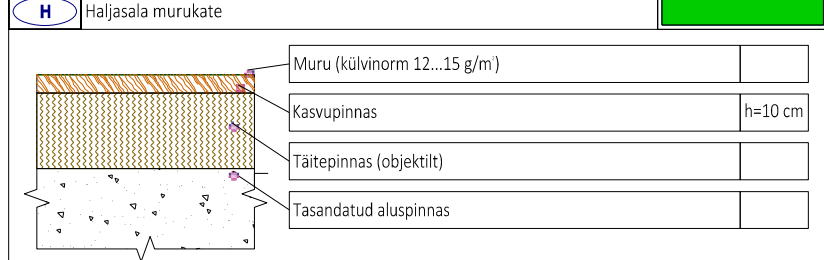 H Haljasala murukate
Muru (külvinorm 12...15 g/m²)
Kasvupinnas h=10 cm
Täitepinnas (objektilt)
Tasandatud aluspinnas